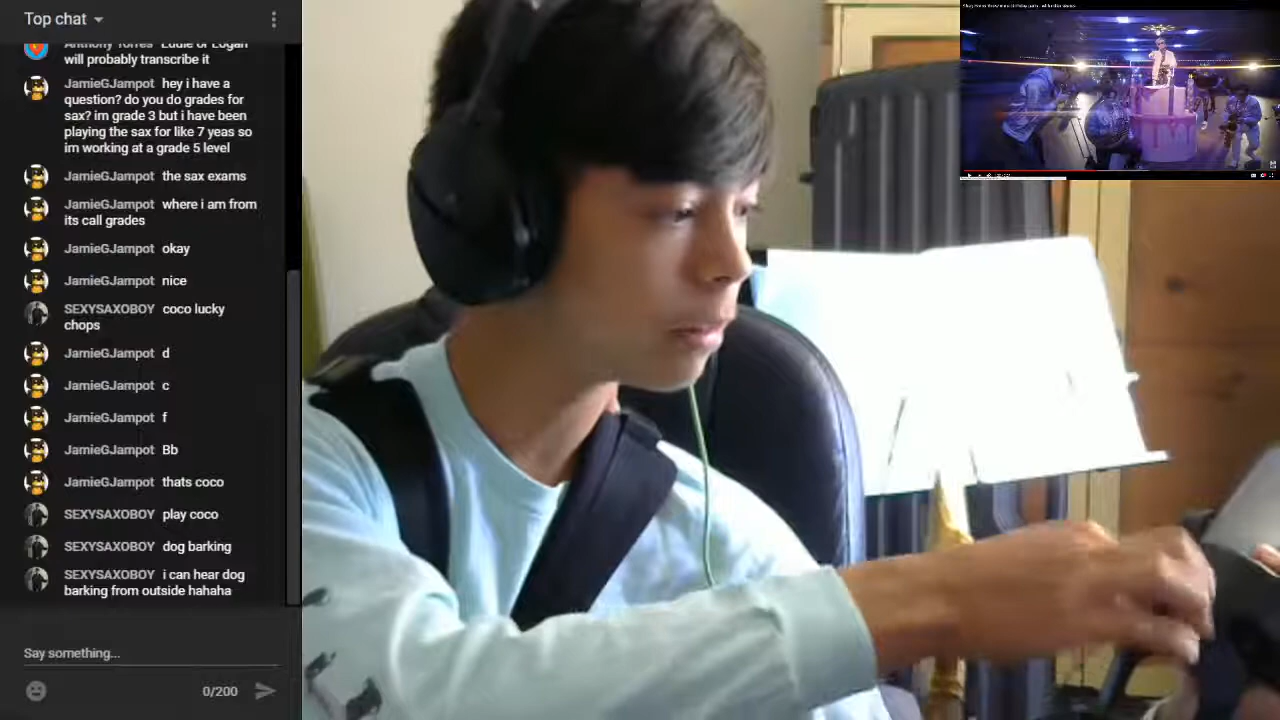 Top chat
Anthony Torres Eddie or Logan
will probably transcribe it
JamieGJampot hey i have a
question? do you do grades for
sax? im grade 3 but i have been
playing the sax for like 7 yeas so
im working at a grade 5 level
JamieGJampot the sax exams
JamieGJampot where i am from
its call grades
JamieGJampot okay
JamieGJampot nice
SEXYSAXOBOY coco lucky
chops
JamieGJampot d
JamieGJampot c
JamieGJampot f
JamieGJampot Bb
JamieGJampot thats coco
SEXYSAXOBOY play coco
SEXYSAXOBOY dog barking
SEXYSAXOBOY i can hear dog
barking from outside hahaha
Say something...
0/200